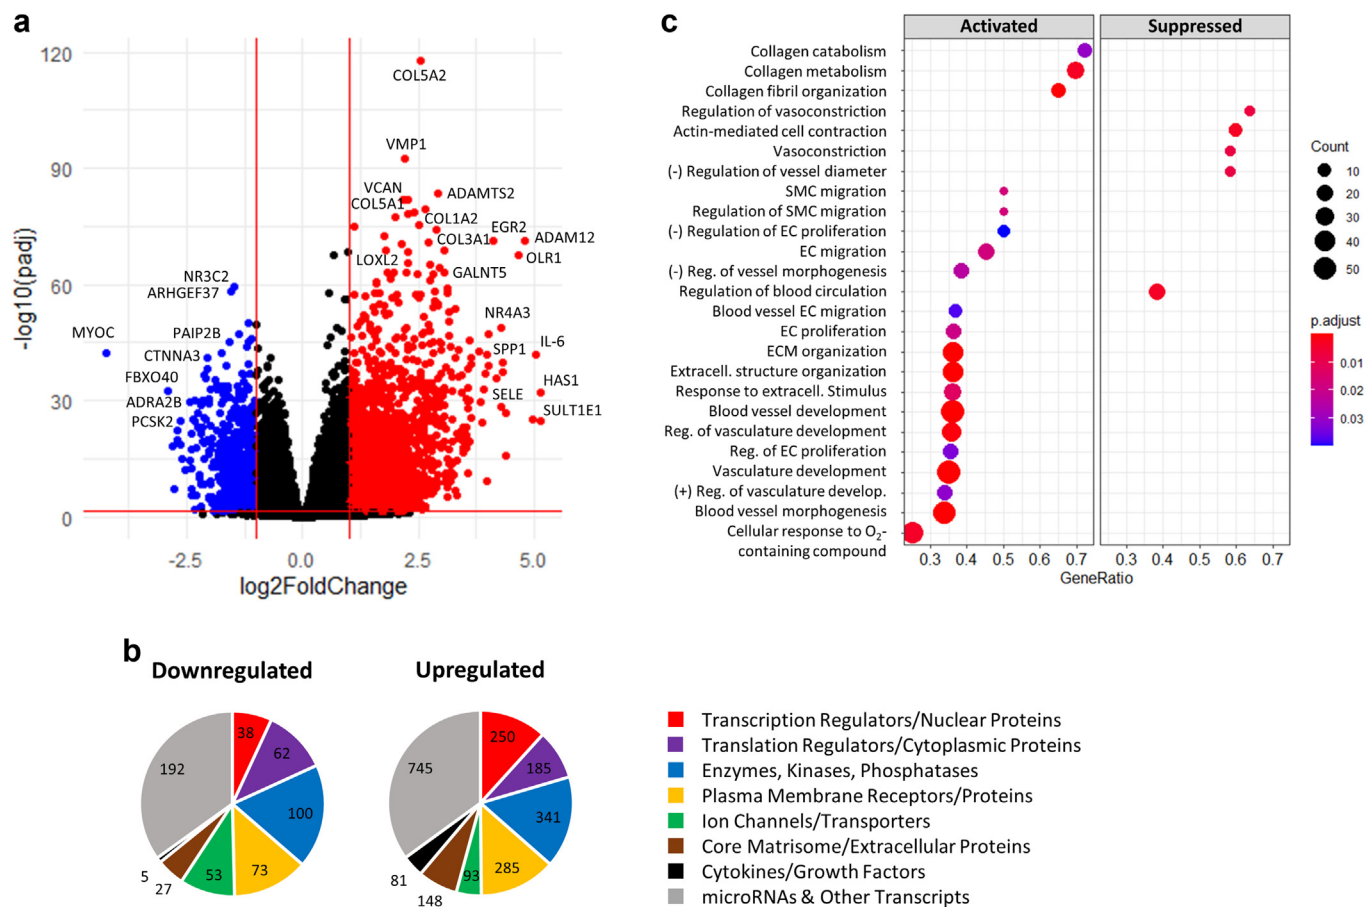 a
-log10(padj)
120
90
60
30
0
COL5A2
VMP1
VCAN
ADAMTS2
COL5A1
COL1A2
EGR2
COL3A1
ADAM12
LOXL2
OLR1
GALNT5
NR3C2
ARHGEF37
NR4A3
MYOC
PAIP2B
IL-6
CTNNA3
SPP1
FBXO40
HAS1
ADRA2B
SELE
PCSK2
SULT1E1
-2.5
0.0
2.5
5.0
log2FoldChange
c
Activated
Suppressed
Collagen catabolism
Collagen metabolism
Collagen fibril organization
Regulation of vasoconstriction
Actin-mediated cell contraction
Vasoconstriction
(-) Regulation of vessel diameter
SMC migration
Regulation of SMC migration
(-) Regulation of EC proliferation
EC migration
(-) Reg. of vessel morphogenesis
Regulation of blood circulation
Blood vessel EC migration
EC proliferation
ECM organization
Extracell. structure organization
Response to extracell. Stimulus
Blood vessel development
Reg. of vasculature development
Reg. of EC proliferation
Vasculature development
(+) Reg. of vasculature develop.
Blood vessel morphogenesis
Cellular response to O2-
containing compound
0.3 0.4 0.5 0.6 0.7
0.3 0.4 0.5 0.6 0.7
GeneRatio
Count
10
20
30
40
50
p.adjust
0.01
0.02
0.03
b
Downregulated
38
62
100
73
53
27
5
192
Upregulated
250
185
341
285
93
148
81
745
Transcription Regulators/Nuclear Proteins
Translation Regulators/Cytoplasmic Proteins
Enzymes, Kinases, Phosphatases
Plasma Membrane Receptors/Proteins
Ion Channels/Transporters
Core Matrisome/Extracellular Proteins
Cytokines/Growth Factors
microRNAs & Other Transcripts